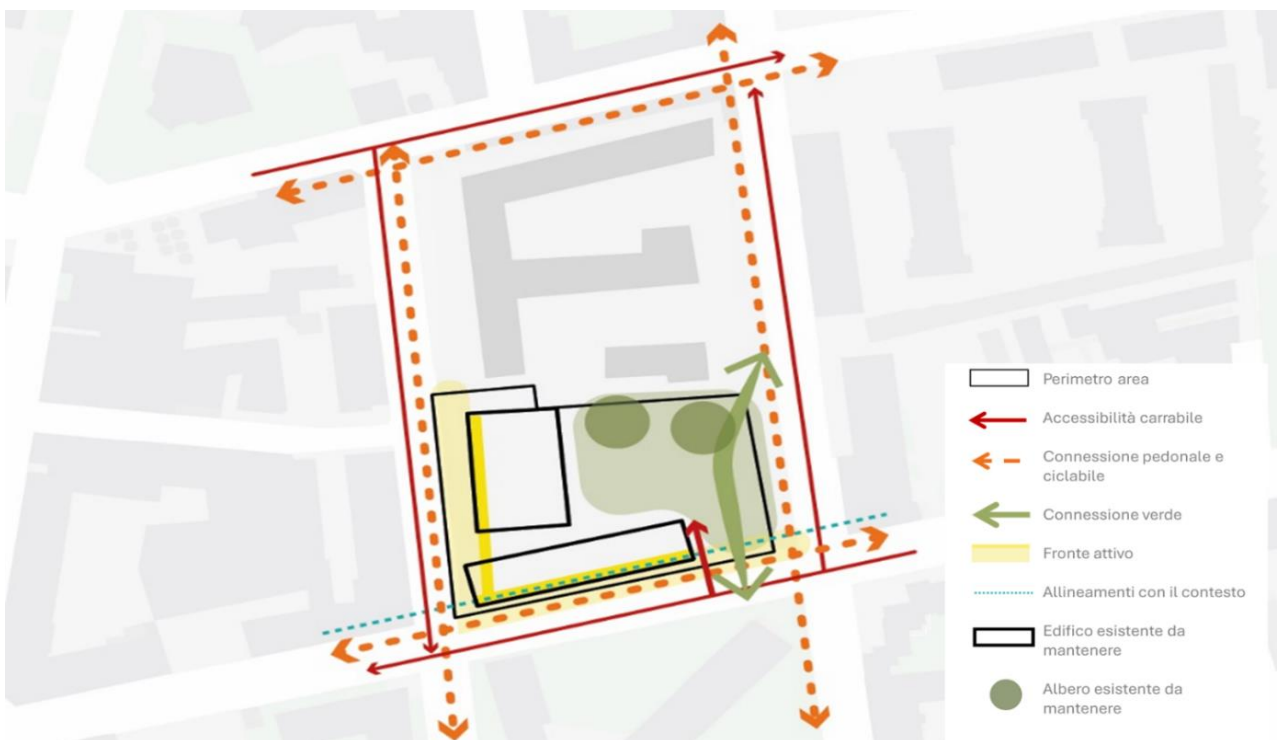 Perimetro area
Accessibilità carrabile
Connessione pedonale e
ciclabile
Connessione verde
Fronte attivo
Allineamenti con il contesto
Edifico esistente da
mantenere
Albero esistente da
mantenere